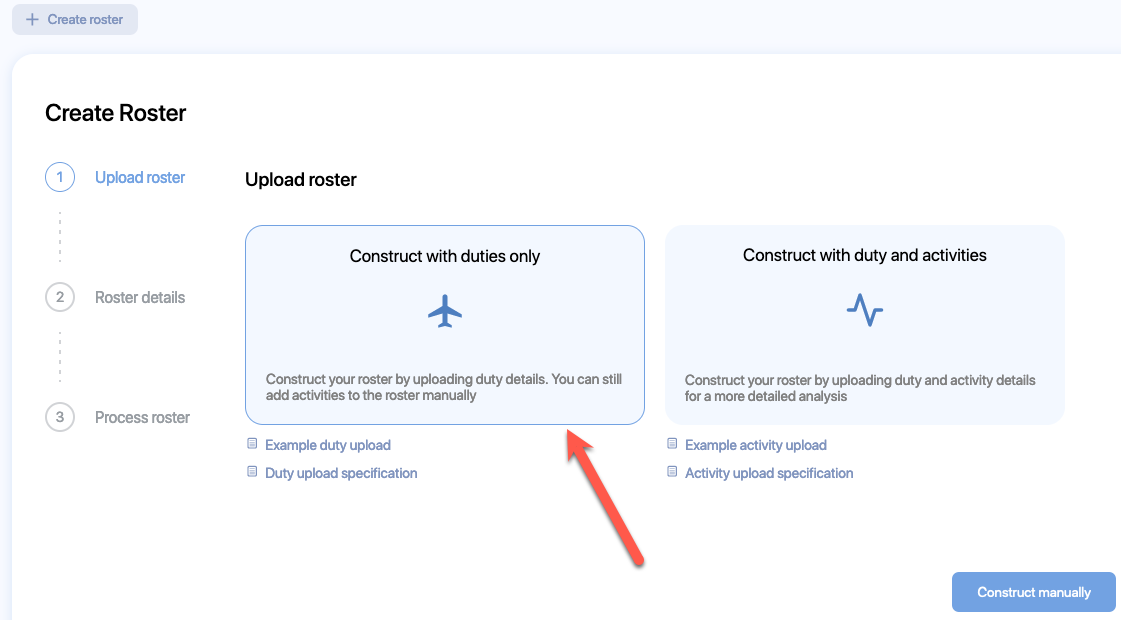 Create roster
Create Roster
1
Upload roster
2
Roster details
3
Process roster
Upload roster
Construct with duties only
Construct your roster by uploading duty details. You can still
add activities to the roster manually
Example duty upload
Duty upload specification
Construct with duty and activities
Construct your roster by uploading duty and activity details
for a more detailed analysis
Example activity upload
Activity upload specification
Construct manually